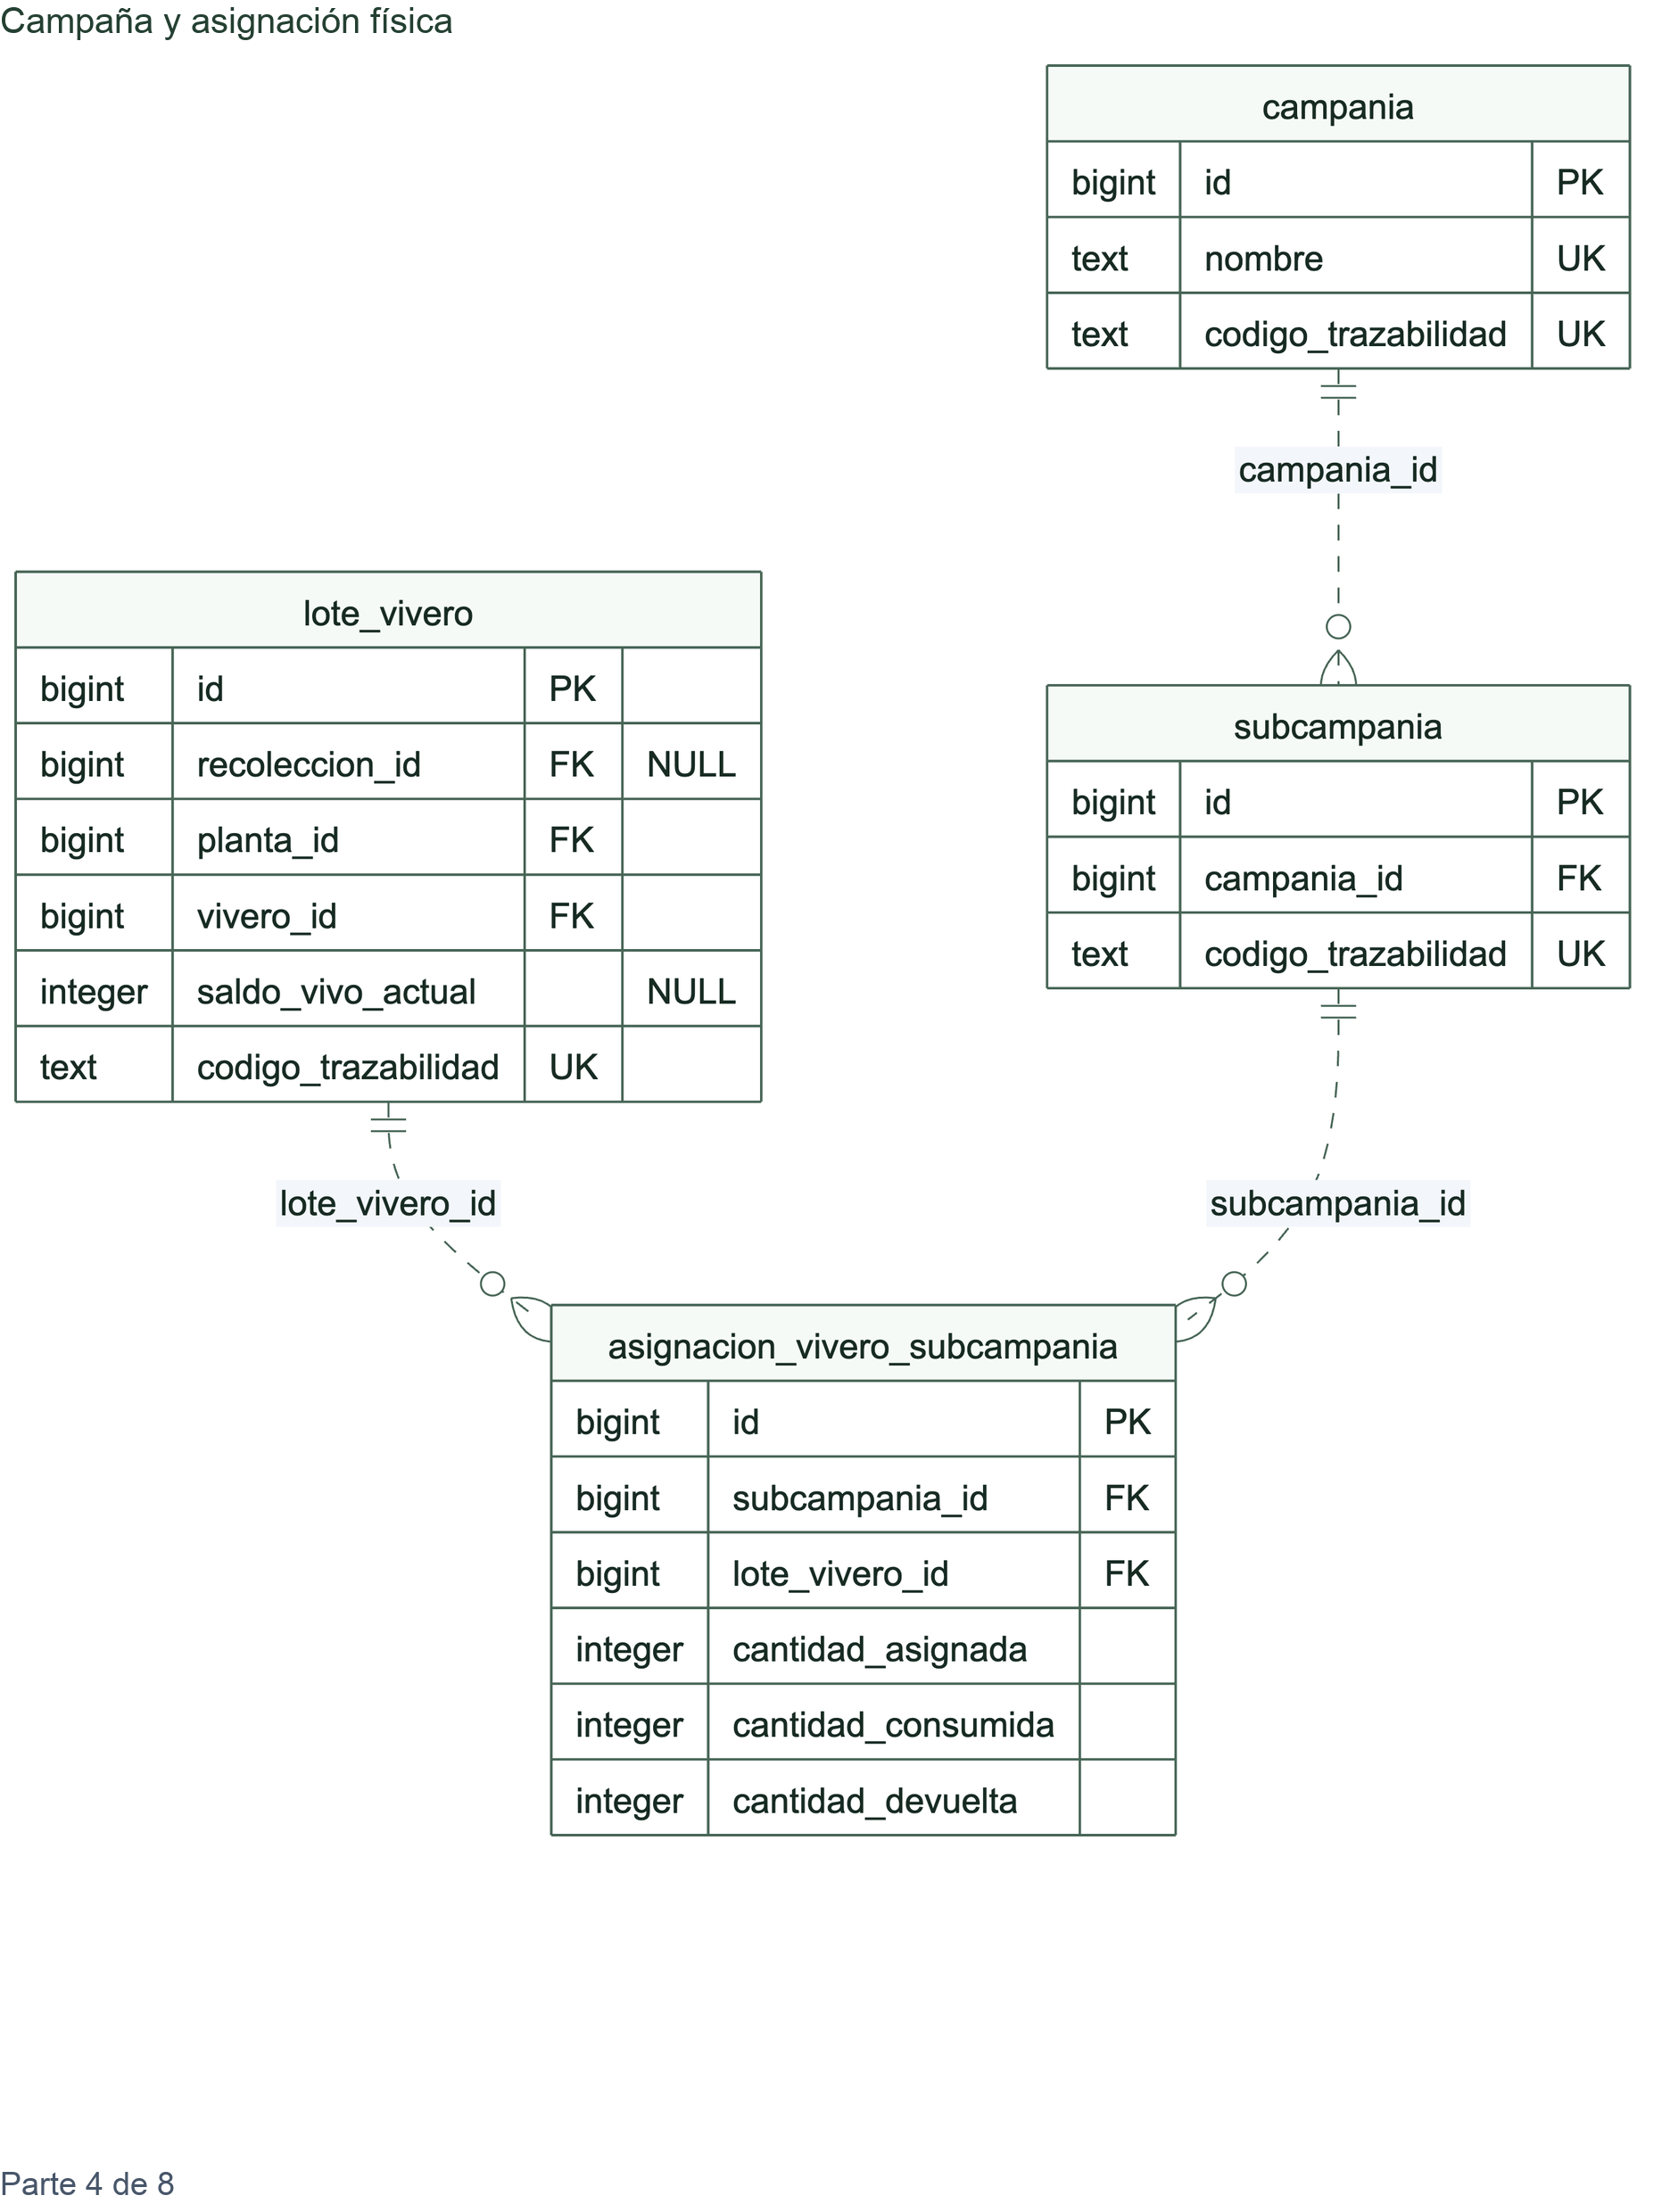 Campaña y asignación física
campania
bigint id PK
text nombre UK
text codigo_trazabilidad UK
campania_id
lote_vivero
bigint id PK
bigint recoleccion_id FK NULL
bigint planta_id FK
bigint vivero_id FK
integer saldo_vivo_actual NULL
text codigo_trazabilidad UK
subcampania
bigint id PK
bigint campania_id FK
text codigo_trazabilidad UK
lote_vivero_id
subcampania_id
asignacion_vivero_subcampania
bigint id PK
bigint subcampania_id FK
bigint lote_vivero_id FK
integer cantidad_asignada
integer cantidad_consumida
integer cantidad_devuelta
Parte 4 de 8